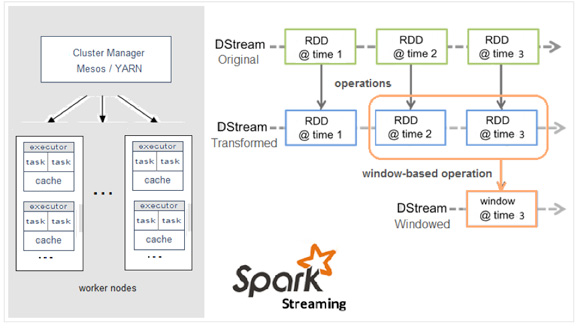 Cluster Manager
Mesos / YARN
executor
task task
cache
executor
task task
cache
...
...
executor
task task
cache
executor
task task
cache
...
worker nodes
DStream
Original
RDD
@ time 1
RDD
@ time 2
RDD
@ time 3
operations
DStream
Transformed
RDD
@ time 1
RDD
@ time 2
RDD
@ time 3
window-based operation
DStream
Windowed
window
@ time 3
Spark
Streaming